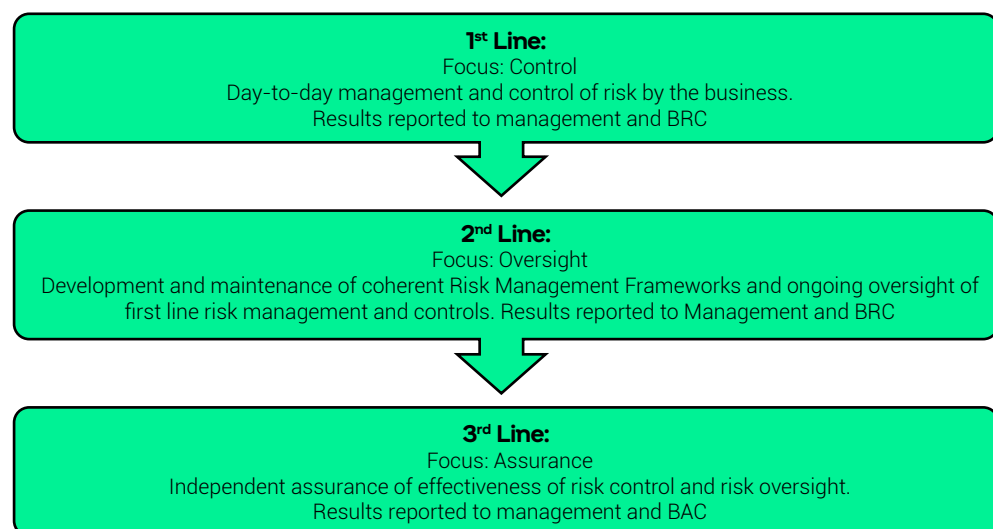 1st Line:
Focus: Control
Day-to-day management and control of risk by the business.
Results reported to management and BRC
2nd Line:
Focus: Oversight
Development and maintenance of coherent Risk Management Frameworks and ongoing oversight of
first line risk management and controls. Results reported to Management and BRC
3rd Line:
Focus: Assurance
Independent assurance of effectiveness of risk control and risk oversight.
Results reported to management and BAC